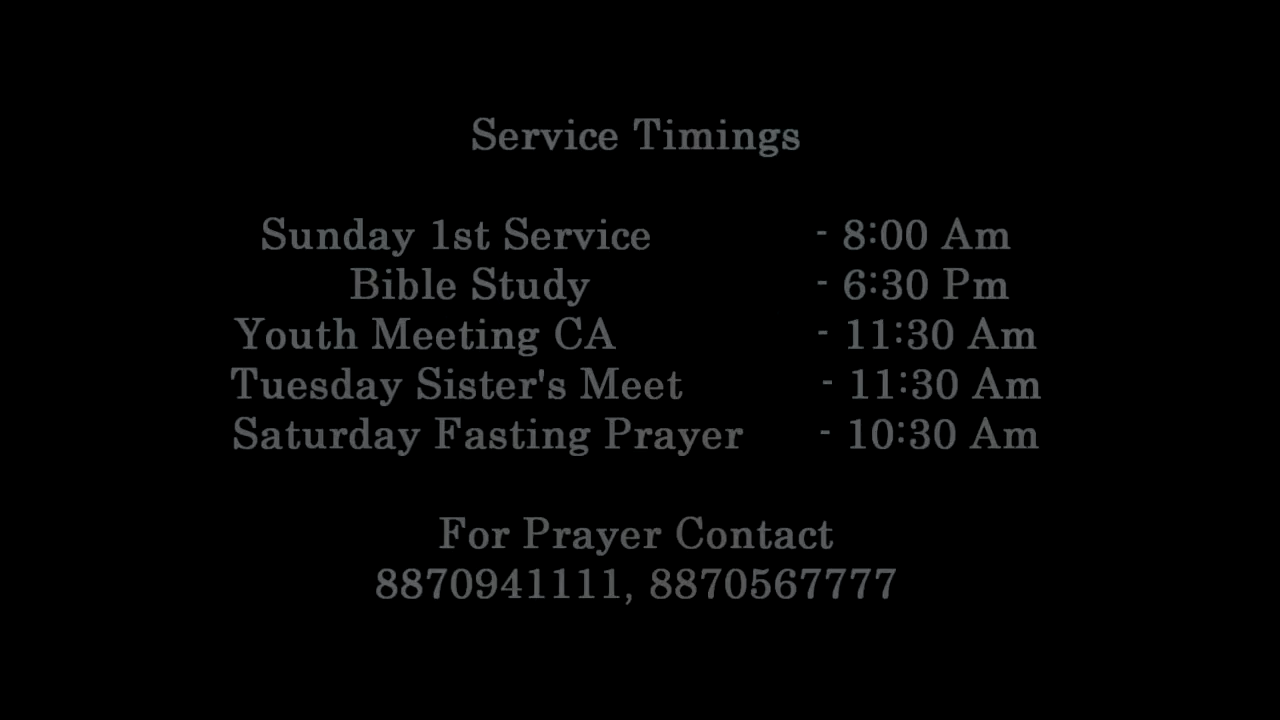 Service Timings
Sunday 1st Service - 8:00 Am
Bible Study - 6:30 Pm
Youth Meeting CA - 11:30 Am
Tuesday Sister's Meet - 11:30 Am
Saturday Fasting Prayer - 10:30 Am
For Prayer Contact
8870941111, 8870567777